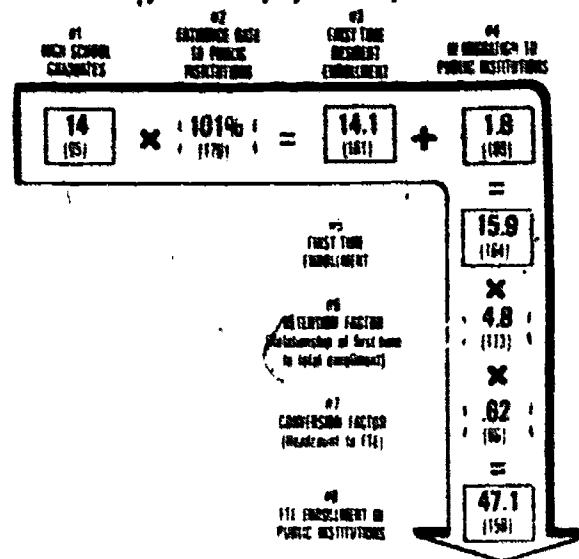 #1
HIGH SCHOOL
GRADUATES
#2
ENTRANCE RATE
TO PUBLIC
INSTITUTIONS
#3
FIRST TIME
RESIDENT
ENROLLMENT
#4
IN MIGRATION TO
PUBLIC INSTITUTIONS
14
(95)
×
101%
(170)
=
14.1
(161)
+
1.8
=
#5
FIRST TIME
ENROLLMENT
15.9
(164)
×
#6
RETENSION FACTOR
(Relationship of first time
to total enrollment)
4.8
(113)
×
#7
CONVERSION FACTOR
(Headcount to FTE)
.62
=
#8
FTE ENROLLMENT IN
PUBLIC INSTITUTIONS
47.1
(158)